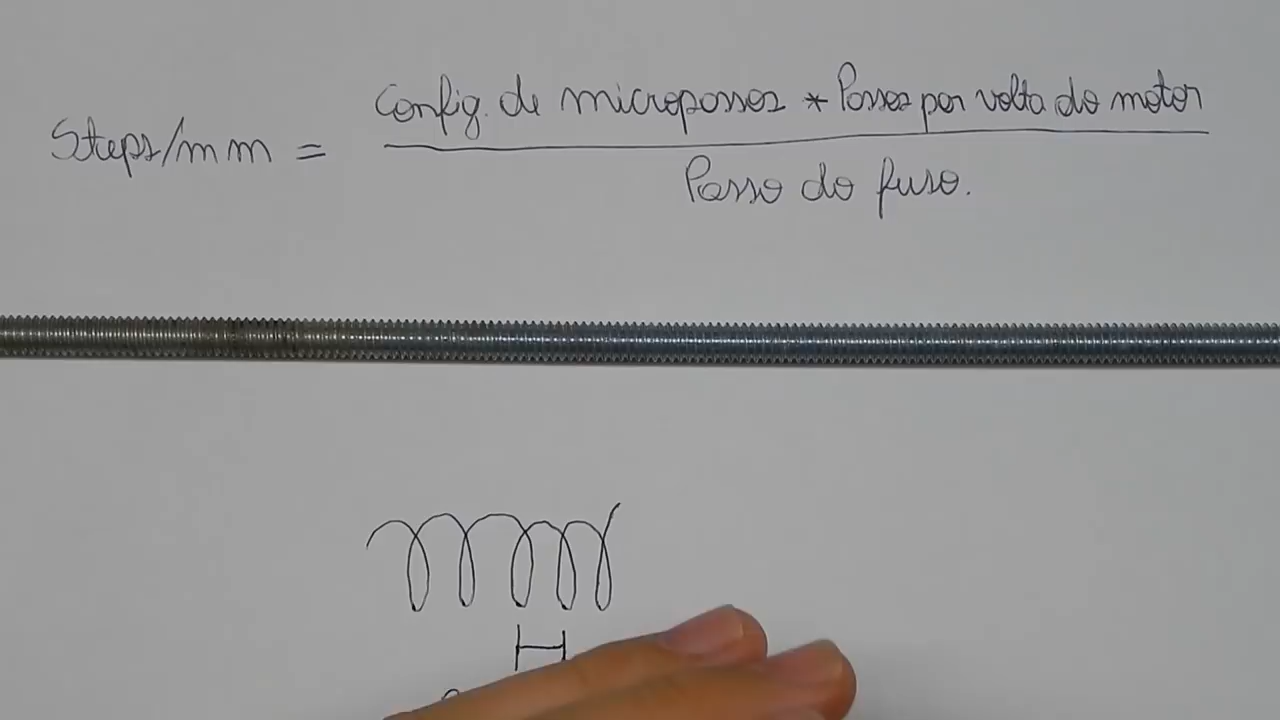 Steps/mm =
Config. de micropassos * Passos por volta do motor
Passo do fuso.